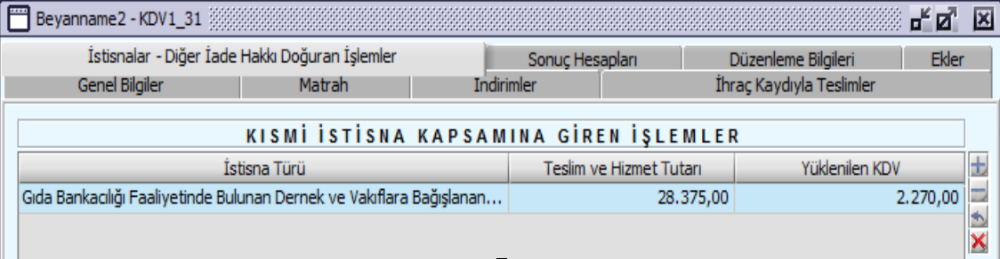 Beyanname2 - KDV1_31
İstisnalar - Diğer İade Hakkı Doğuran İşlemler Sonuç Hesapları Düzenleme Bilgileri Ekler
Genel Bilgiler Matrah İndirimler İhraç Kaydıyla Teslimler
KISMİ İSTİSNA KAPSAMINA GİREN İŞLEMLER
İstisna Türü Teslim ve Hizmet Tutarı Yüklenilen KDV
Gıda Bankacılığı Faaliyetinde Bulunan Dernek ve Vakıflara Bağışlanan... 28.375,00 2.270,00